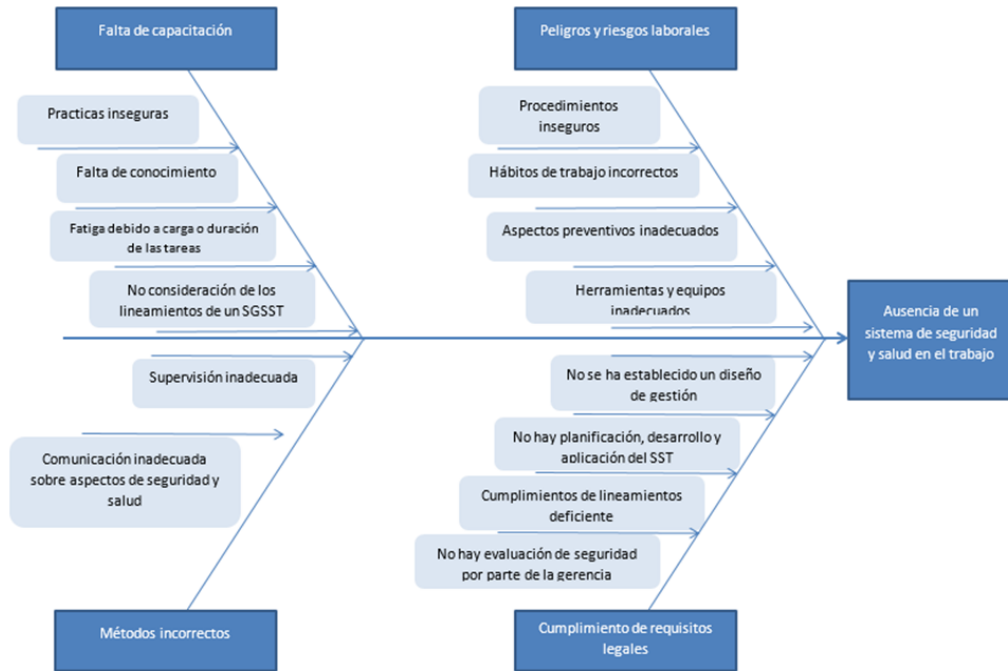 Falta de capacitación
Peligros y riesgos laborales
Practicas inseguras
Falta de conocimiento
Fatiga debido a carga o duración
de las tareas
No consideración de los
lineamientos de un SGSST
Procedimientos
inseguros
Hábitos de trabajo incorrectos
Aspectos preventivos inadecuados
Herramientas y equipos
inadecuados
Ausencia de un
sistema de seguridad
y salud en el trabajo
Supervisión inadecuada
Comunicación inadecuada
sobre aspectos de seguridad y
salud
No se ha establecido un diseño
de gestión
No hay planificación, desarrollo y
aplicación del SST
Cumplimientos de lineamientos
deficiente
No hay evaluación de seguridad
por parte de la gerencia
Métodos incorrectos
Cumplimiento de requisitos
legales